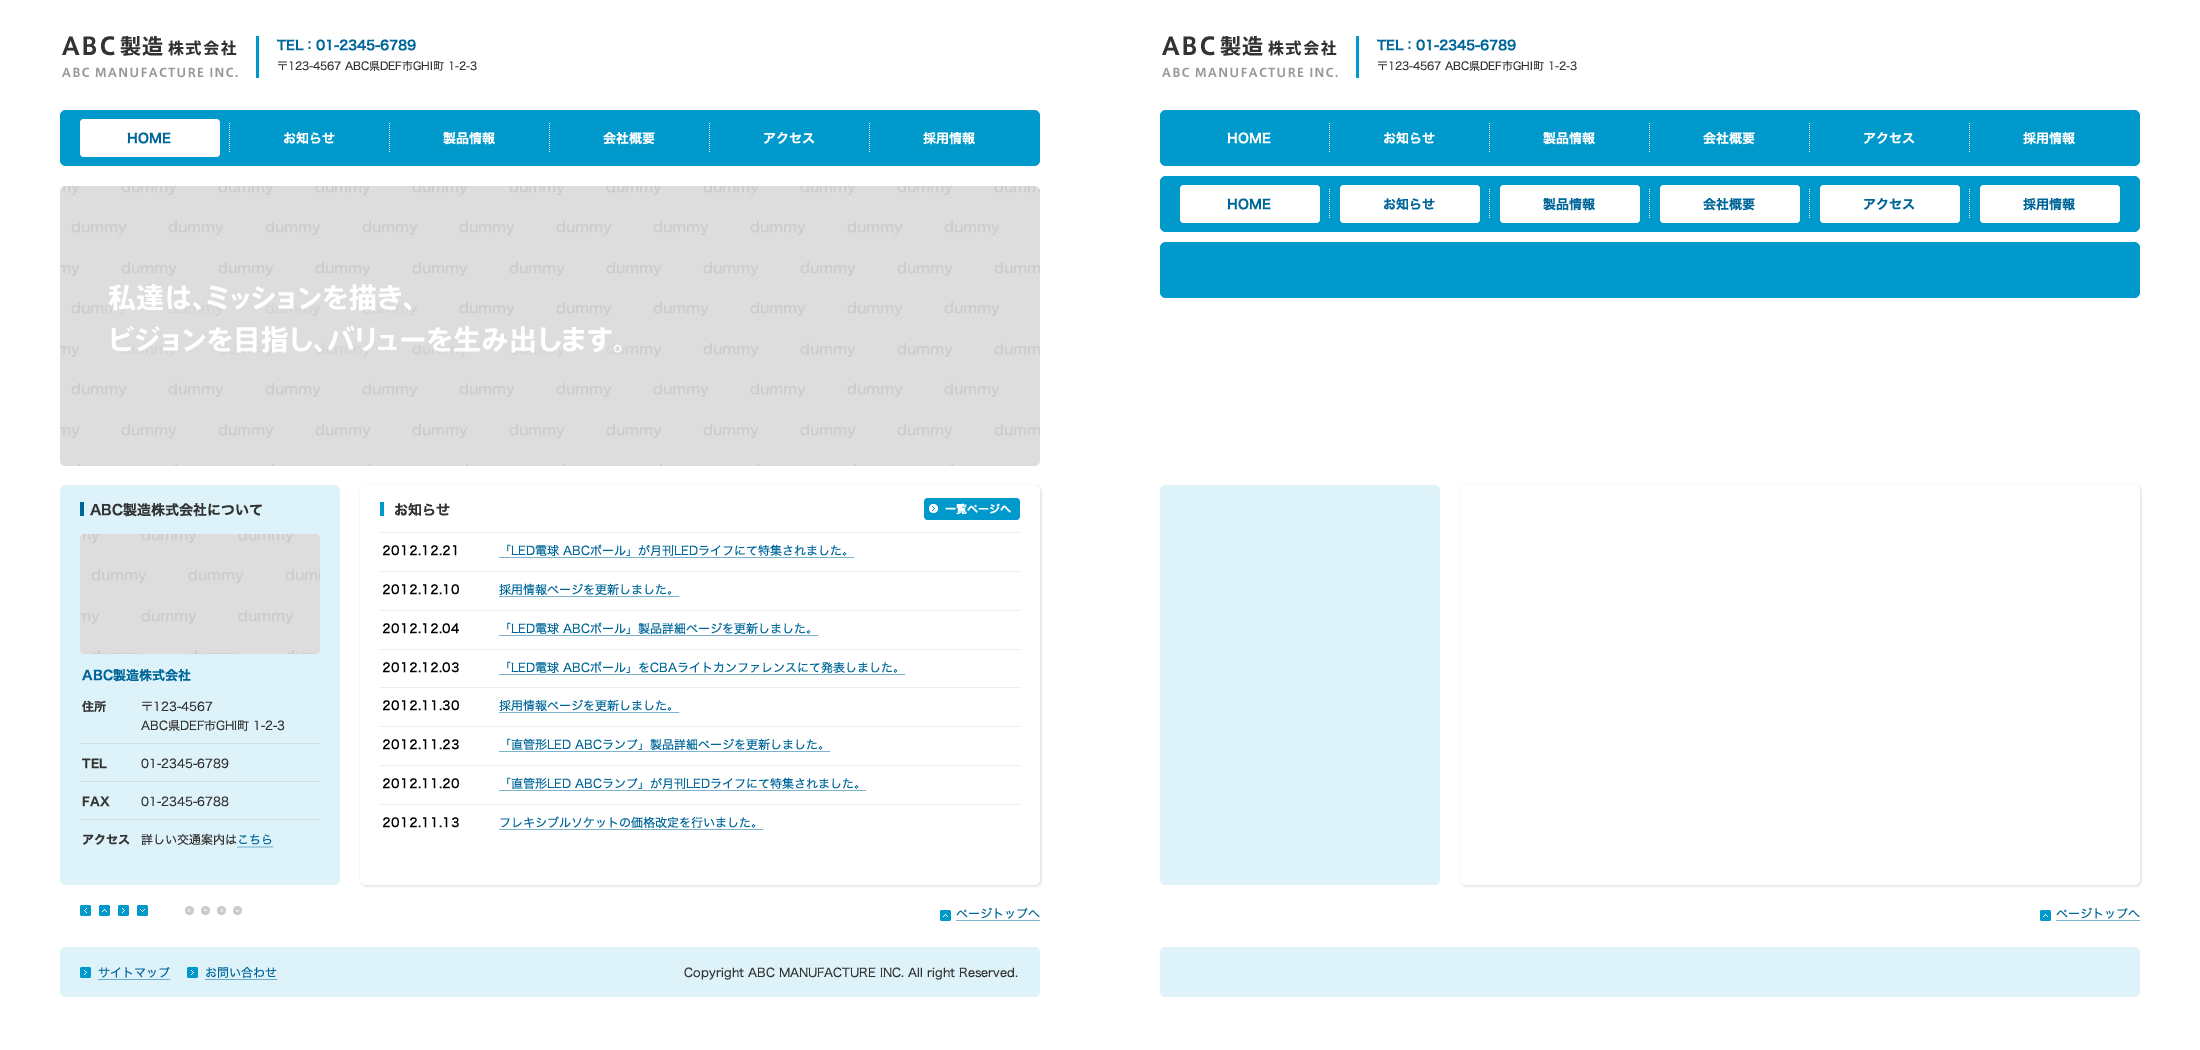 ABC 製造 株式会社
ABC MANUFACTURE INC.
TEL：01-2345-6789
〒123-4567 ABC県DEF市GHI町 1-2-3
HOME お知らせ 製品情報 会社概要 アクセス 採用情報
私達は、ミッションを描き、
ビジョンを目指し、バリューを生み出します。
dummy dummy dummy dummy dummy dummy dummy dummy dummy dummy
ABC製造株式会社について
dummy dummy dummy
dummy dummy
ABC製造株式会社
住所 〒123-4567
ABC県DEF市GHI町 1-2-3
TEL 01-2345-6789
FAX 01-2345-6788
アクセス 詳しい交通案内はこちら
お知らせ
一覧ページへ
2012.12.21 「LED電球 ABCボール」が月刊LEDライフにて特集されました。
2012.12.10 採用情報ページを更新しました。
2012.12.04 「LED電球 ABCボール」製品詳細ページを更新しました。
2012.12.03 「LED電球 ABCボール」をCBAライトカンファレンスにて発表しました。
2012.11.30 採用情報ページを更新しました。
2012.11.23 「直管形LED ABCランプ」製品詳細ページを更新しました。
2012.11.20 「直管形LED ABCランプ」が月刊LEDライフにて特集されました。
2012.11.13 フレキシブルソケットの価格改定を行いました。
ページトップへ
サイトマップ お問い合わせ
Copyright ABC MANUFACTURE INC. All right Reserved.
ABC 製造 株式会社
ABC MANUFACTURE INC.
TEL：01-2345-6789
〒123-4567 ABC県DEF市GHI町 1-2-3
HOME お知らせ 製品情報 会社概要 アクセス 採用情報
HOME お知らせ 製品情報 会社概要 アクセス 採用情報
ページトップへ